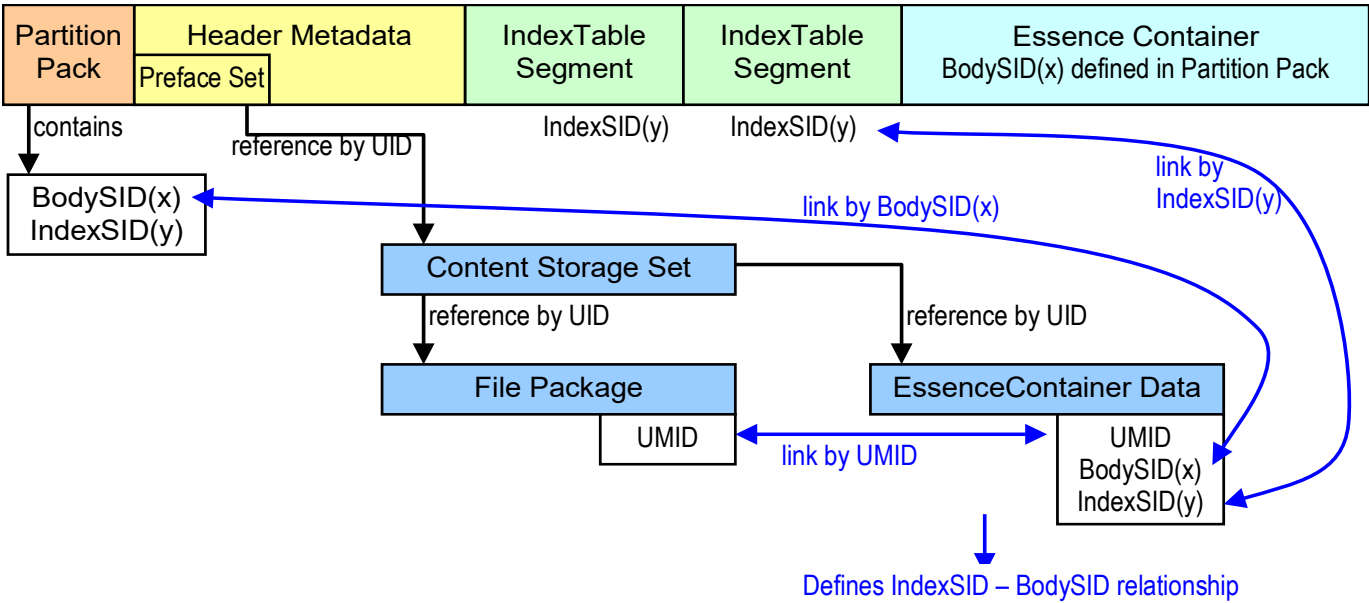 Partition
Pack
Header Metadata
Preface Set
IndexTable
Segment
IndexTable
Segment
Essence Container
BodySID(x) defined in Partition Pack
contains
reference by UID
IndexSID(y)
IndexSID(y)
link by
IndexSID(y)
BodySID(x)
IndexSID(y)
link by BodySID(x)
Content Storage Set
reference by UID
reference by UID
File Package
EssenceContainer Data
UMID
link by UMID
UMID
BodySID(x)
IndexSID(y)
Defines IndexSID – BodySID relationship